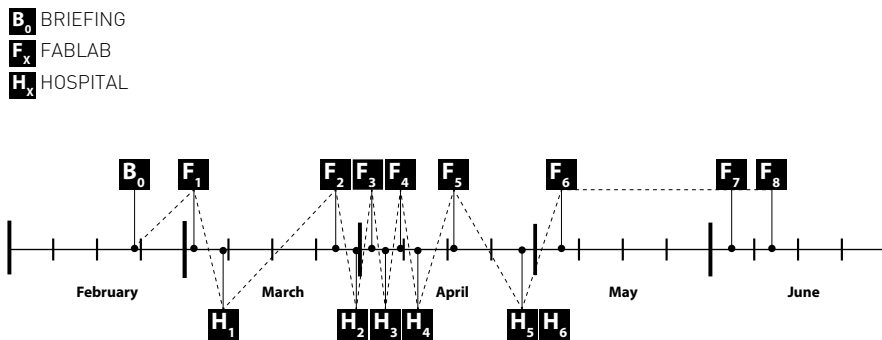 B0 BRIEFING
FX FABLAB
HX HOSPITAL
B0 F1 F2 F3 F4 F5 F6 F7 F8
February March April May June
H1 H2 H3 H4 H5 H6